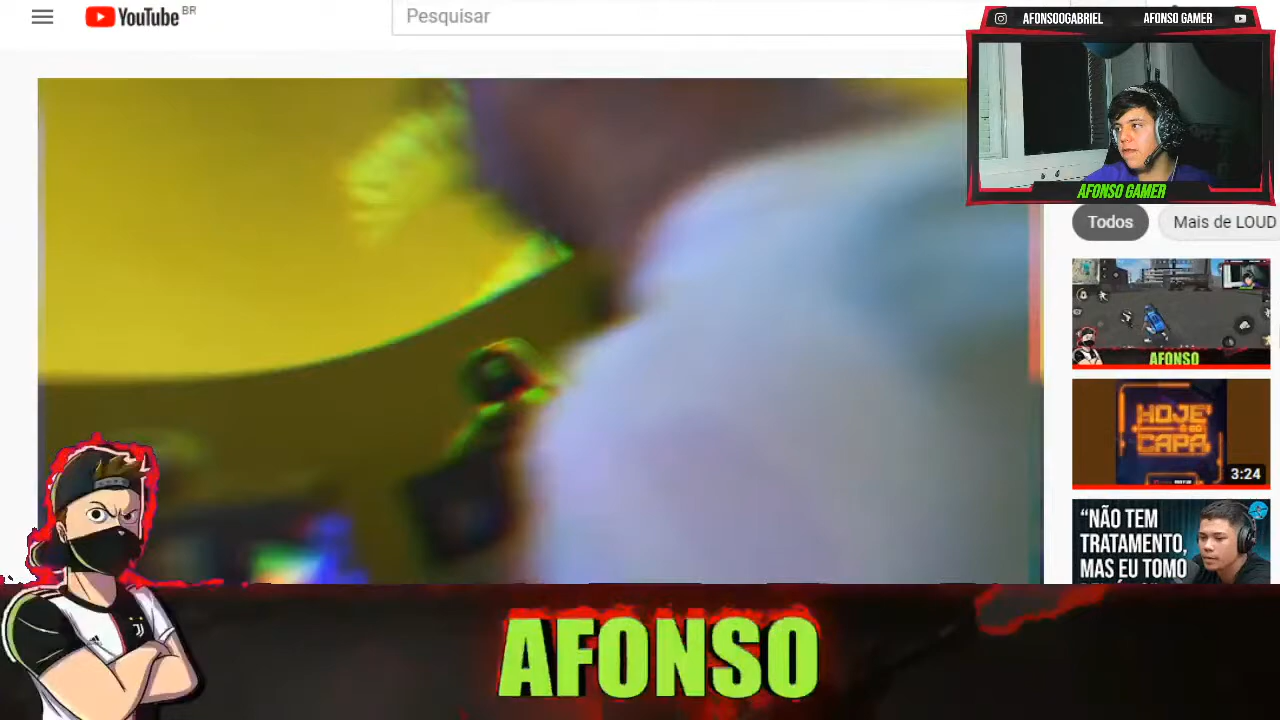 YouTube BR
Pesquisar
AFONSOOGABRIEL
AFONSO GAMER
AFONSO GAMER
Todos
Mais de LOUD
AFONSO
HOJE
CAPA
3:24
“NÃO TEM
TRATAMENTO,
MAS EU TOMO
AFONSO